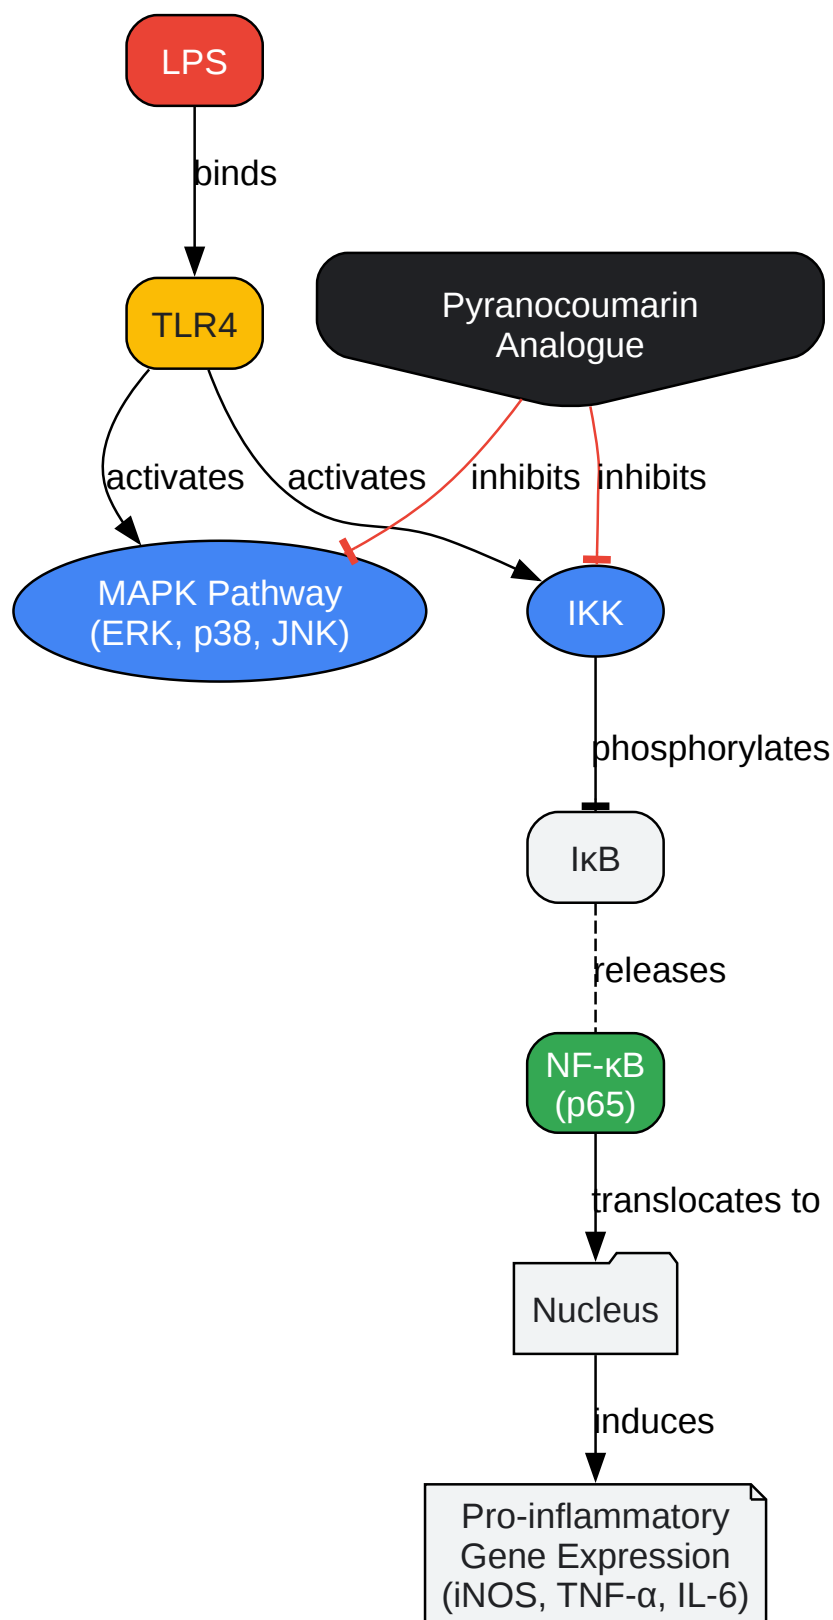 LPS
binds
TLR4
Pyranocoumarin
Analogue
activates
activates
inhibits
inhibits
MAPK Pathway
(ERK, p38, JNK)
IKK
phosphorylates
IκB
releases
NF-κB
(p65)
translocates to
Nucleus
induces
Pro-inflammatory
Gene Expression
(iNOS, TNF-α, IL-6)